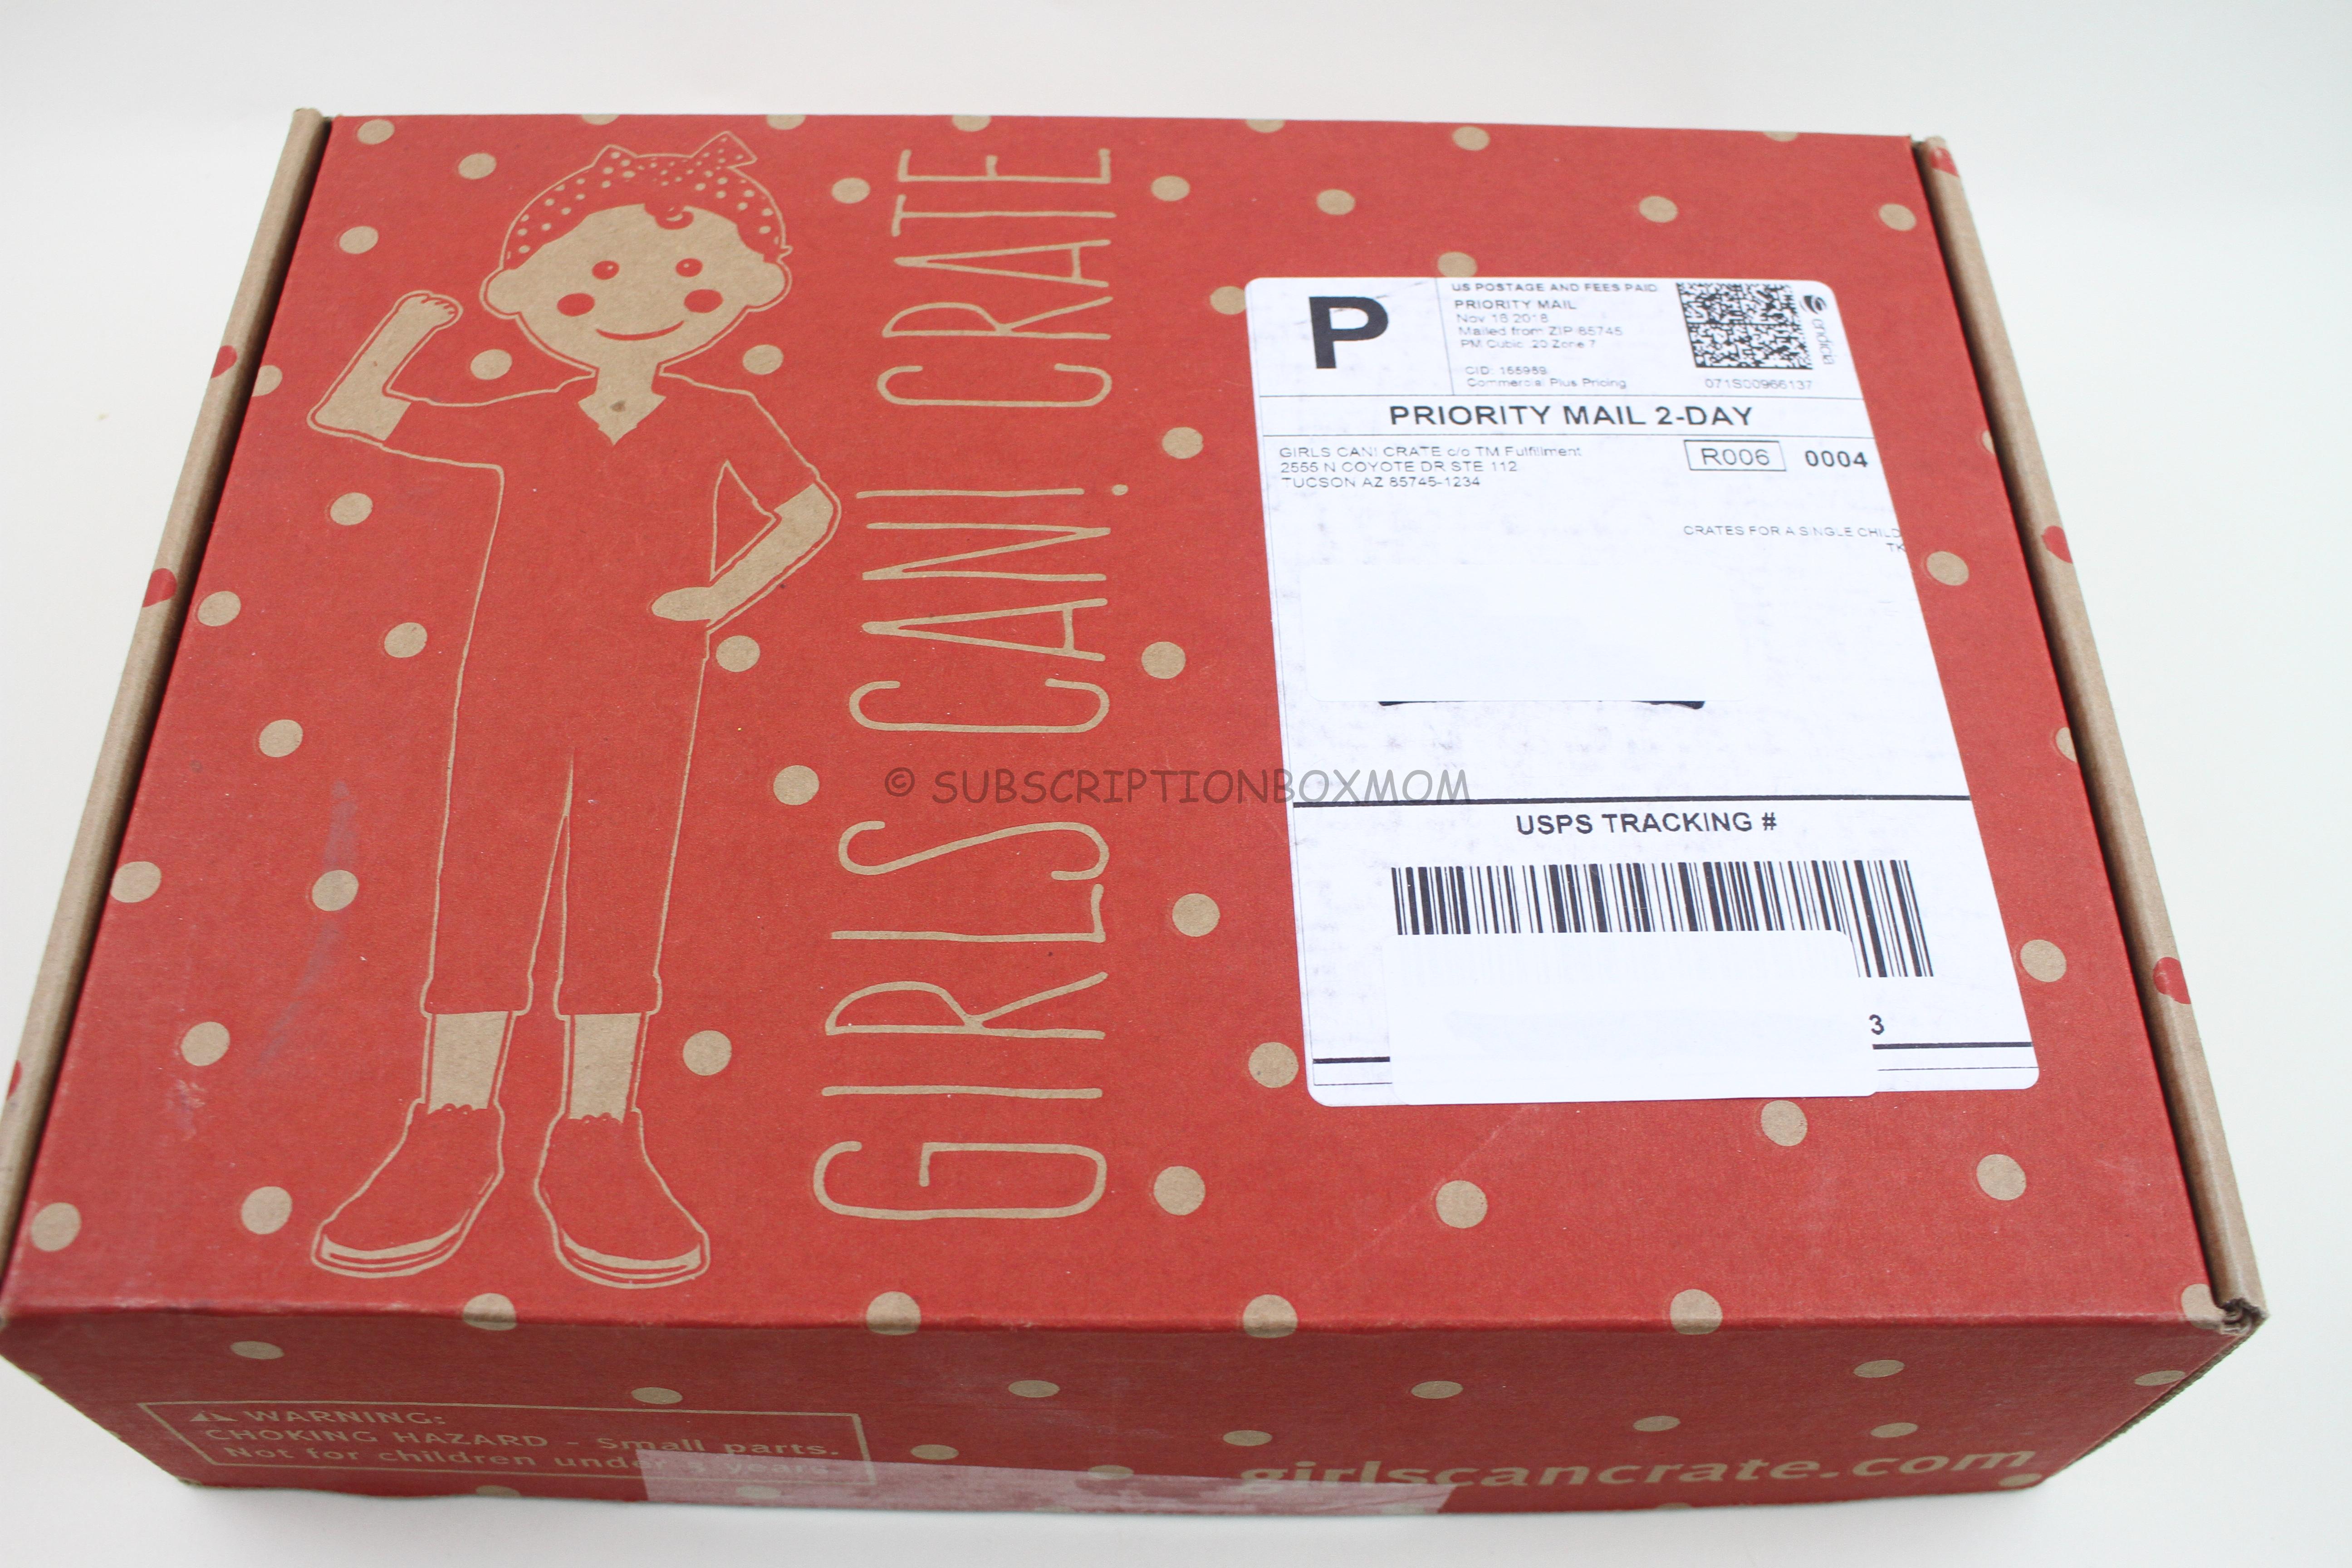 GIRLS CAN! CRATE
P
US POSTAGE AND FEES PAID
PRIORITY MAIL
Nov 16 2018
Mailed from ZIP 85745
PM Cubic .20 Zone 7
CID: 155959
Commercial Plus Pricing
endicia
071S00966137
PRIORITY MAIL 2-DAY
GIRLS CAN! CRATE c/o TM Fulfillment
2555 N COYOTE DR STE 112
TUCSON AZ 85745-1234
R006 0004
CRATES FOR A SINGLE CHILD
TK
© SUBSCRIPTIONBOXMOM
USPS TRACKING #
3
WARNING:
CHOKING HAZARD - Small parts.
Not for children under 3 years.
girlscancrate.com